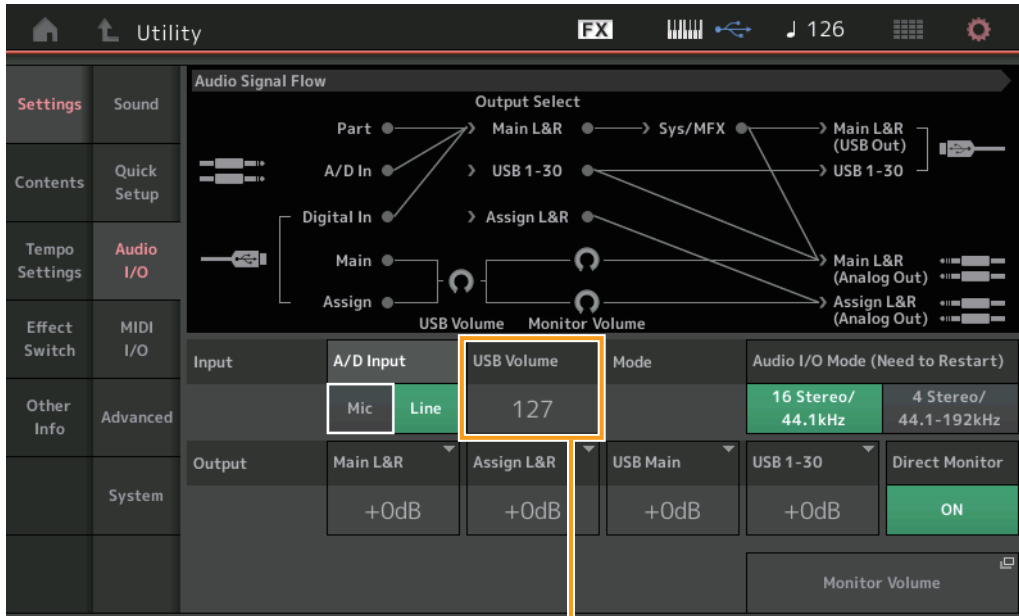 Utility
FX
126
Settings
Sound
Contents
Quick
Setup
Tempo
Settings
Audio
I/O
Effect
Switch
MIDI
I/O
Other
Info
Advanced
System
Audio Signal Flow
Output Select
Part
Main L&R
Sys/MFX
Main L&R
(USB Out)
A/D In
USB 1-30
USB 1-30
Digital In
Assign L&R
Main
Main L&R
(Analog Out)
Assign
Assign L&R
(Analog Out)
USB Volume
Monitor Volume
Input
A/D Input
USB Volume
Mode
Audio I/O Mode (Need to Restart)
Mic
Line
127
16 Stereo/
44.1kHz
4 Stereo/
44.1-192kHz
Output
Main L&R
Assign L&R
USB Main
USB 1-30
Direct Monitor
+0dB
+0dB
+0dB
+0dB
ON
Monitor Volume